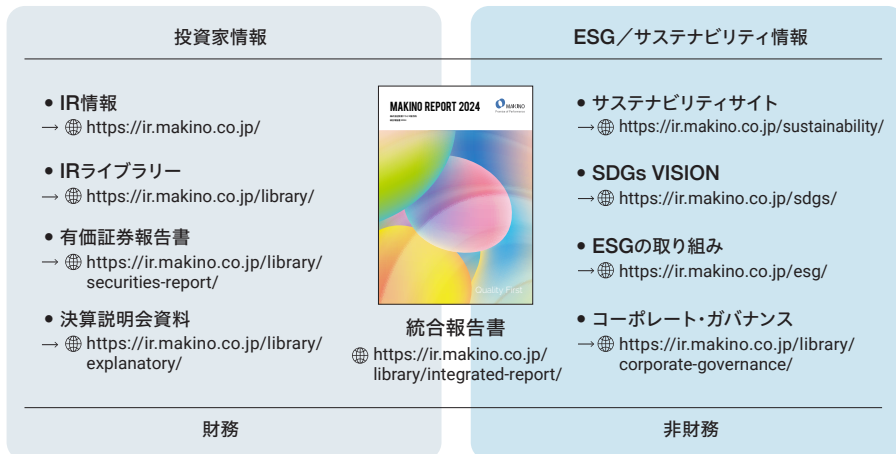 投資家情報
• IR情報
→ https://ir.makino.co.jp/
• IRライブラリー
→ https://ir.makino.co.jp/library/
• 有価証券報告書
→ https://ir.makino.co.jp/library/
securities-report/
• 決算説明会資料
→ https://ir.makino.co.jp/library/
explanatory/
財務
MAKINO REPORT 2024
MAKINO
Quality First
統合報告書
https://ir.makino.co.jp/
library/integrated-report/
ESG／サステナビリティ情報
• サステナビリティサイト
→ https://ir.makino.co.jp/sustainability/
• SDGs VISION
→ https://ir.makino.co.jp/sdgs/
• ESGの取り組み
→ https://ir.makino.co.jp/esg/
• コーポレート・ガバナンス
→ https://ir.makino.co.jp/library/
corporate-governance/
非財務